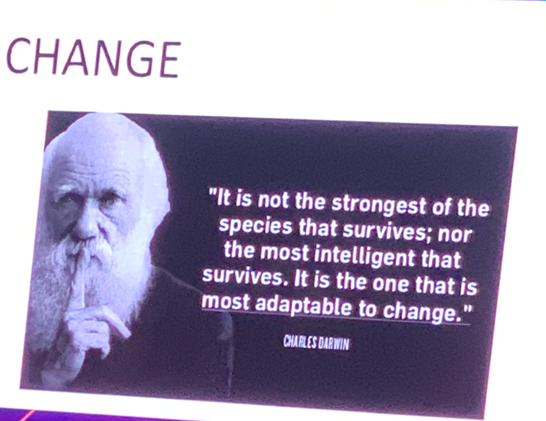 CHANGE
"It is not the strongest of the
species that survives; nor
the most intelligent that
survives. It is the one that is
most adaptable to change."
CHARLES DARWIN